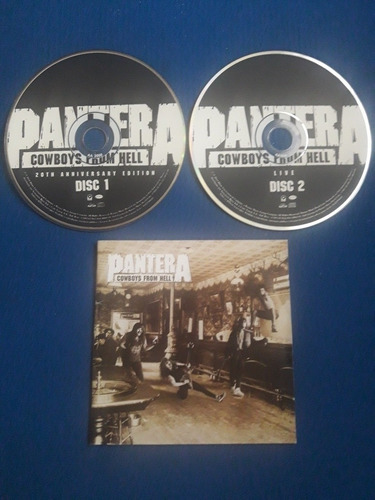 PANTERA
COWBOYS FROM HELL
20TH ANNIVERSARY EDITION
DISC 1
PANTERA
COWBOYS FROM HELL
LIVE
DISC 2
PANTERA
COWBOYS FROM HELL